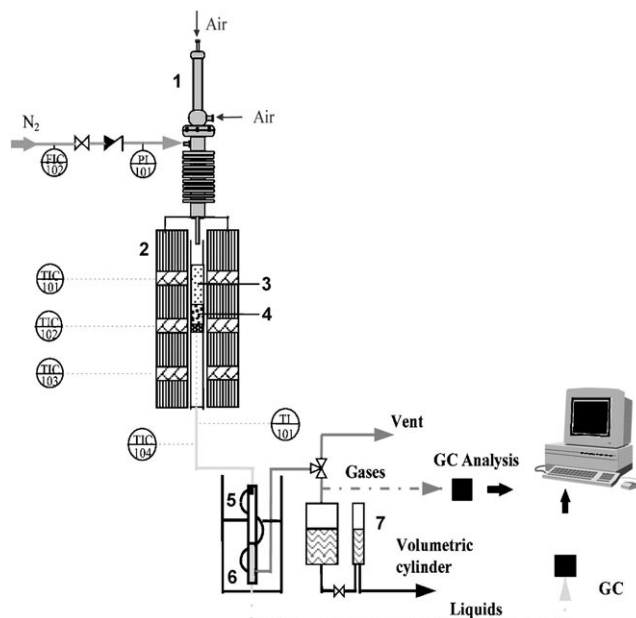 Air
1
Air
N2
FIC
102
PI
101
2
TIC
101
3
4
TIC
102
TIC
103
TI
101
TIC
104
Vent
Gases
GC Analysis
5
7
Volumetric
cylinder
6
GC
Liquids